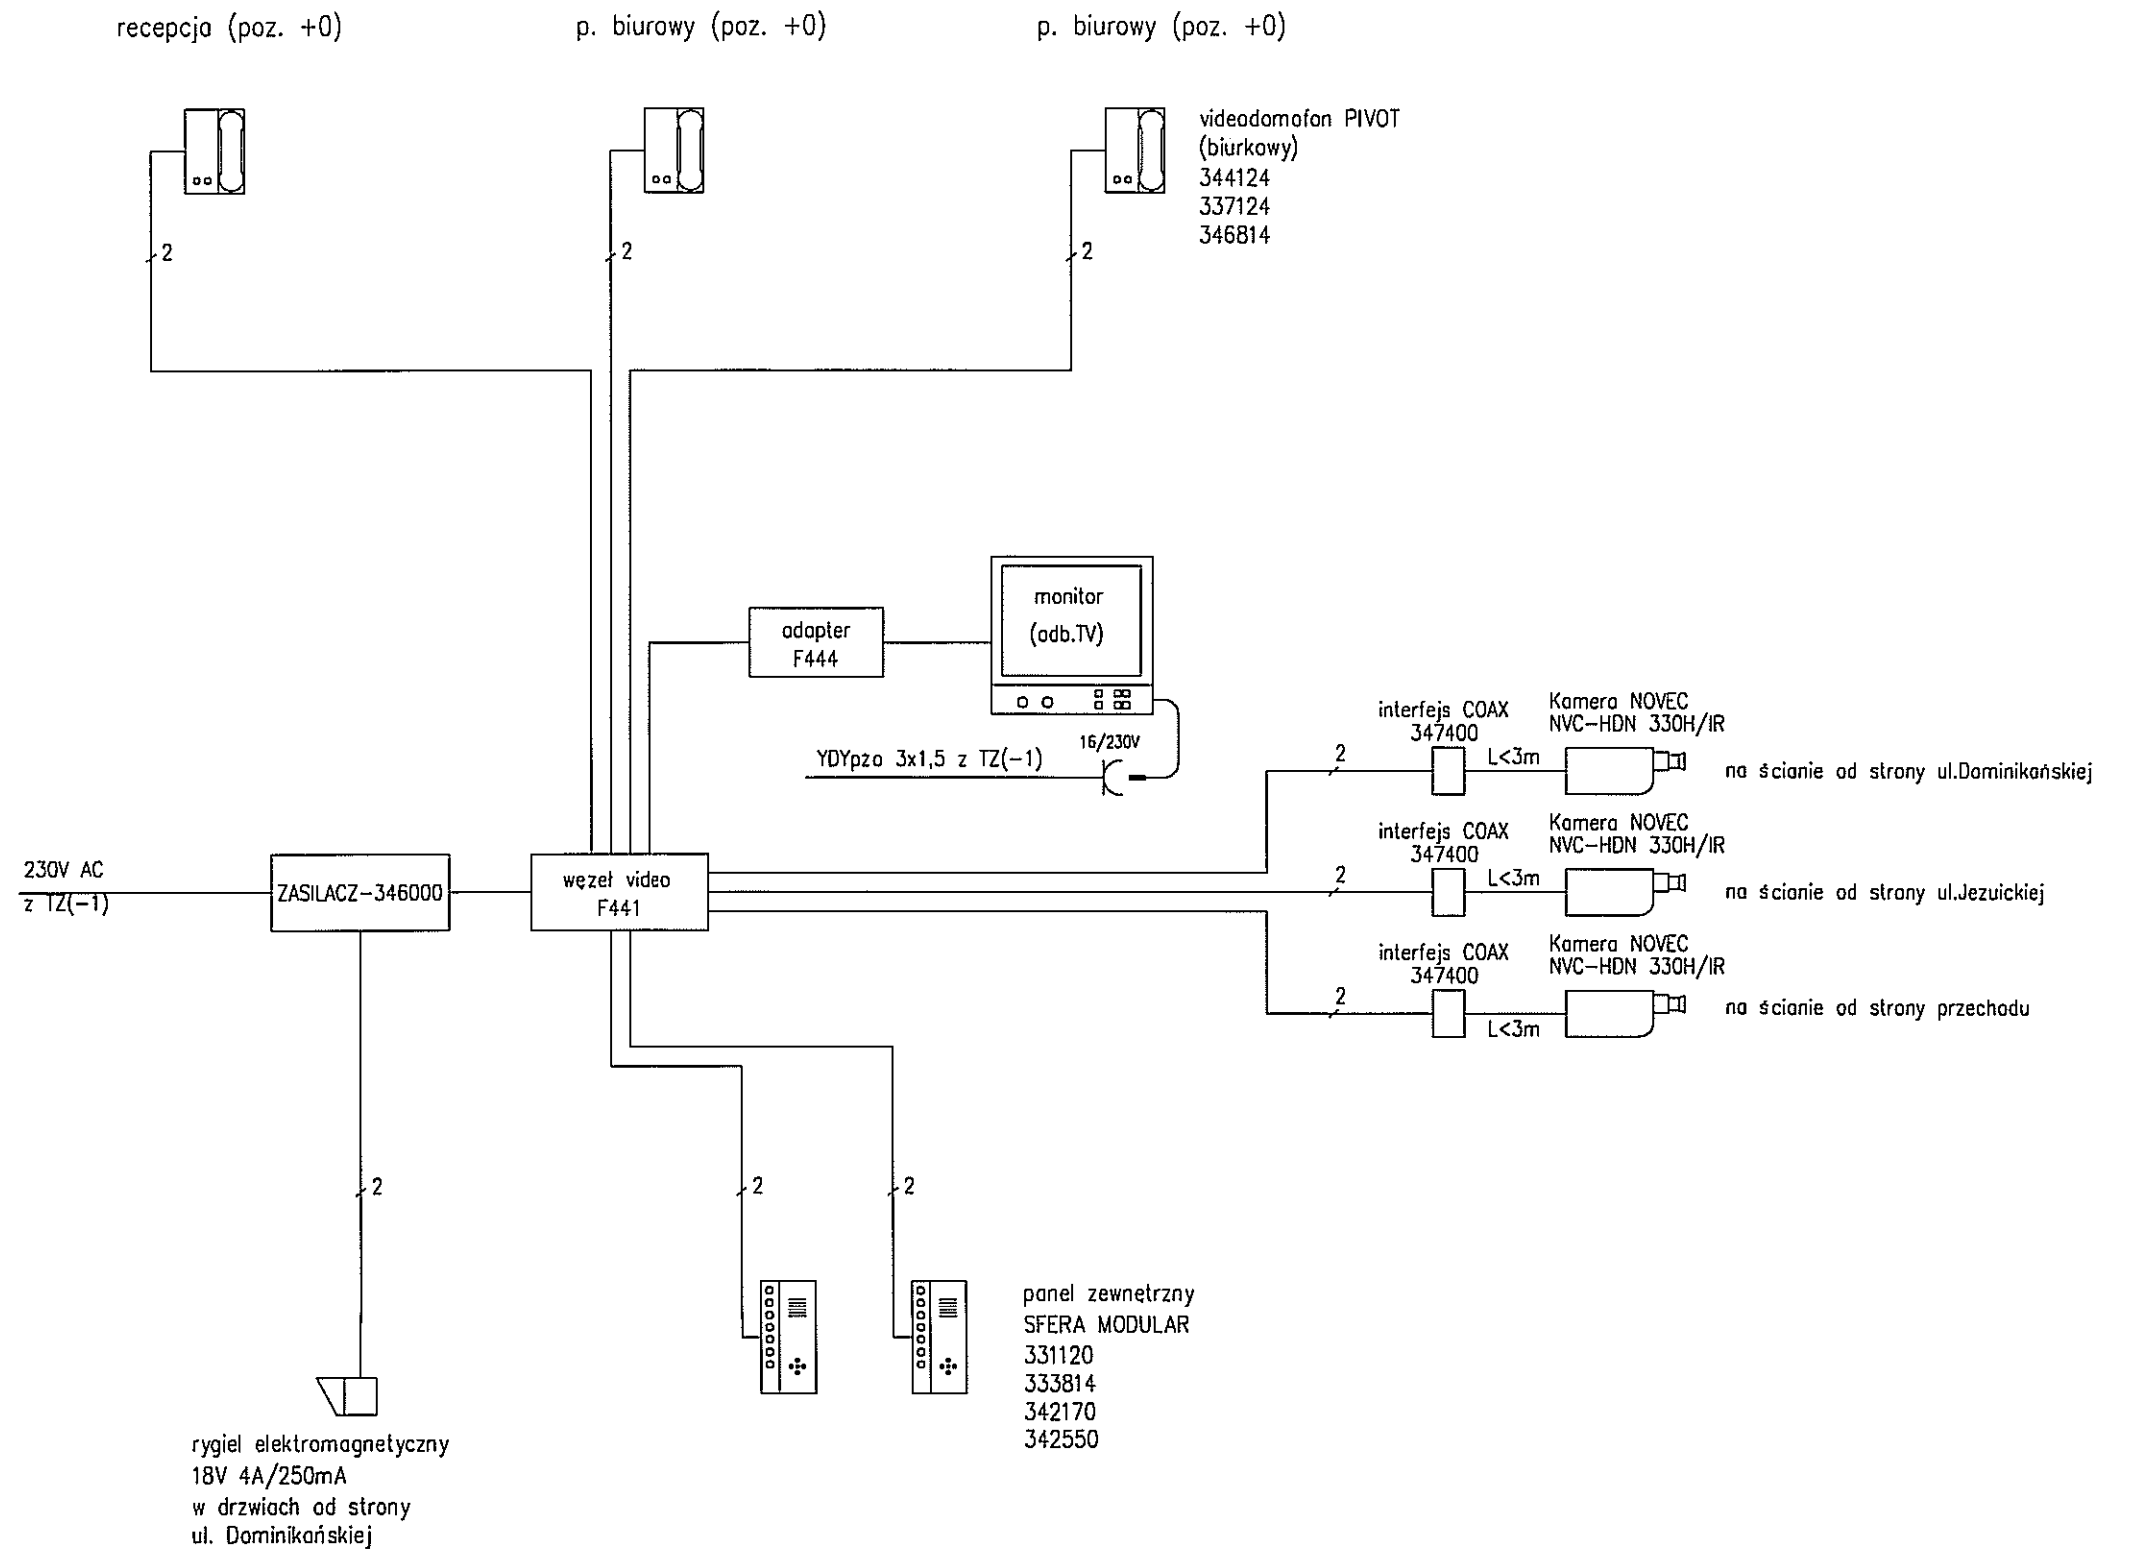 recepcja (poz. +0)
p. biurowy (poz. +0)
p. biurowy (poz. +0)
videodomofon PIVOT
(biurkowy)
344124
337124
346814
2
2
2
monitor
(odb.TV)
adapter
F444
16/230V
YDYpżo 3x1,5 z TZ(-1)
interfejs COAX
347400
Kamera NOVEC
NVC-HDN 330H/IR
2
L<3m
na ścianie od strony ul.Dominikańskiej
interfejs COAX
347400
Kamera NOVEC
NVC-HDN 330H/IR
2
L<3m
na ścianie od strony ul.Jezuickiej
interfejs COAX
347400
Kamera NOVEC
NVC-HDN 330H/IR
2
L<3m
na ścianie od strony przechodu
230V AC
z TZ(-1)
ZASILACZ-346000
węzeł video
F441
2
2
2
panel zewnętrzny
SFERA MODULAR
331120
333814
342170
342550
rygiel elektromagnetyczny
18V 4A/250mA
w drzwiach od strony
ul. Dominikańskiej